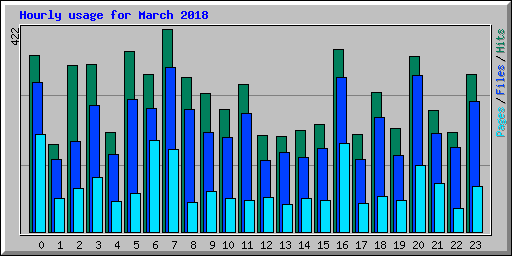 Hourly usage for March 2018
422
Pages/Files/Hits
0 1 2 3 4 5 6 7 8 9 10 11 12 13 14 15 16 17 18 19 20 21 22 23